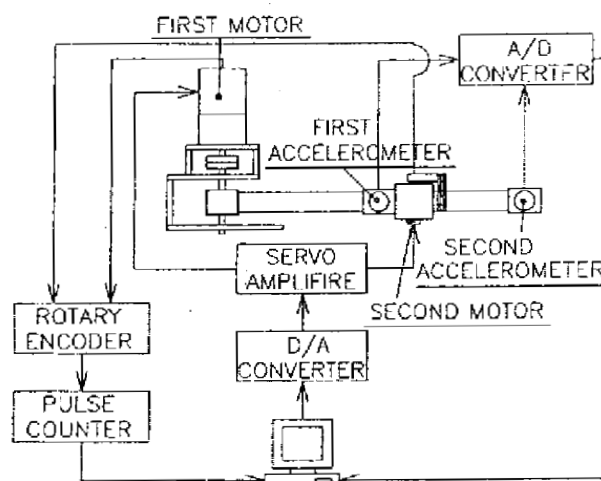 FIRST MOTOR
A/D
CONVERTER
FIRST
ACCELEROMETER
SECOND
ACCELEROMETER
SERVO
AMPLIFIRE
SECOND MOTOR
ROTARY
ENCODER
D/A
CONVERTER
PULSE
COUNTER